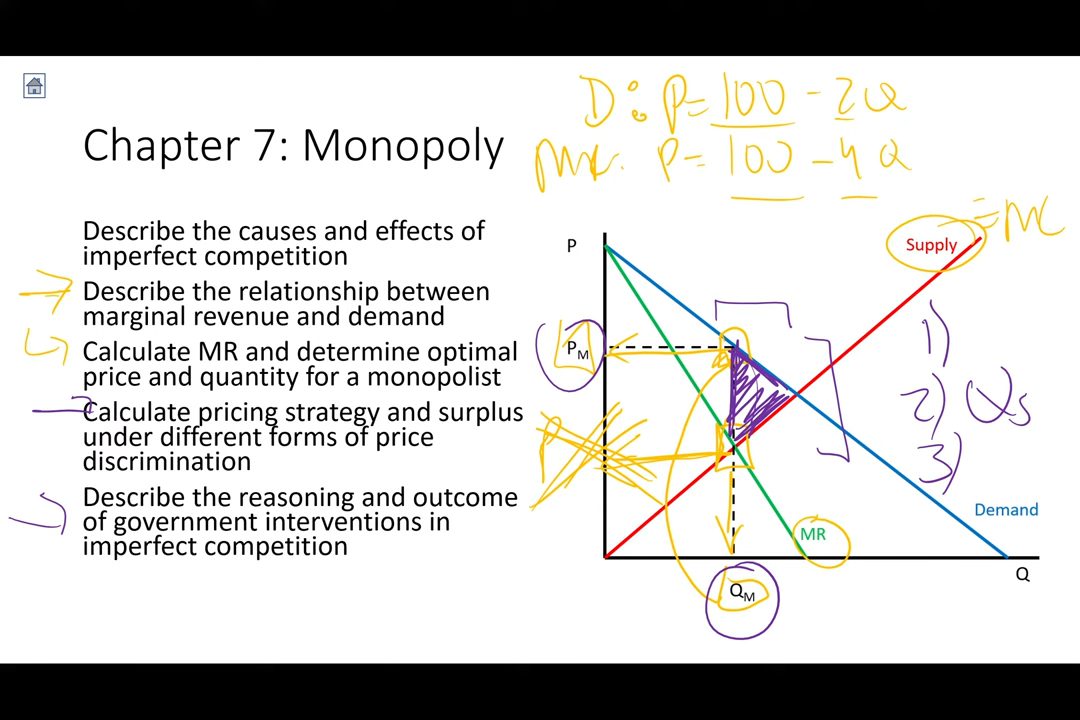 D: P=100 - 2Q
MR: P=100 - 4Q
Chapter 7: Monopoly
Describe the causes and effects of
imperfect competition
Describe the relationship between
marginal revenue and demand
Calculate MR and determine optimal
price and quantity for a monopolist
Calculate pricing strategy and surplus
under different forms of price
discrimination
Describe the reasoning and outcome
of government interventions in
imperfect competition
P
Supply = MC
PM
P
1)
2) Qs
3)
Demand
MR
Q
QM